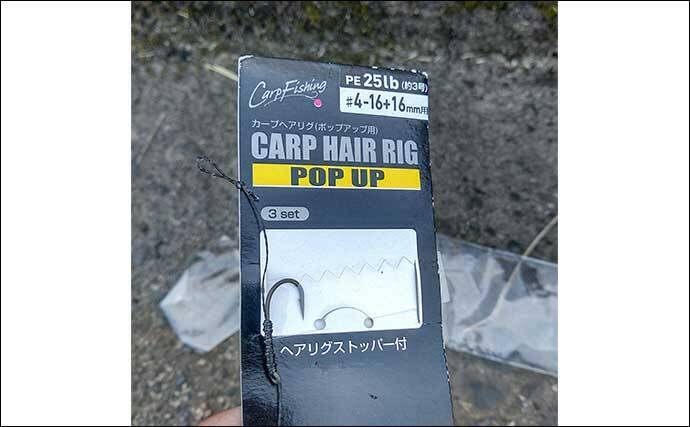 Carp Fishing
PE 25lb (約3号)
#4-16+16mm用
カープヘアリグ(ポップアップ用)
CARP HAIR RIG
POP UP
3 set
ヘアリグストッパー付